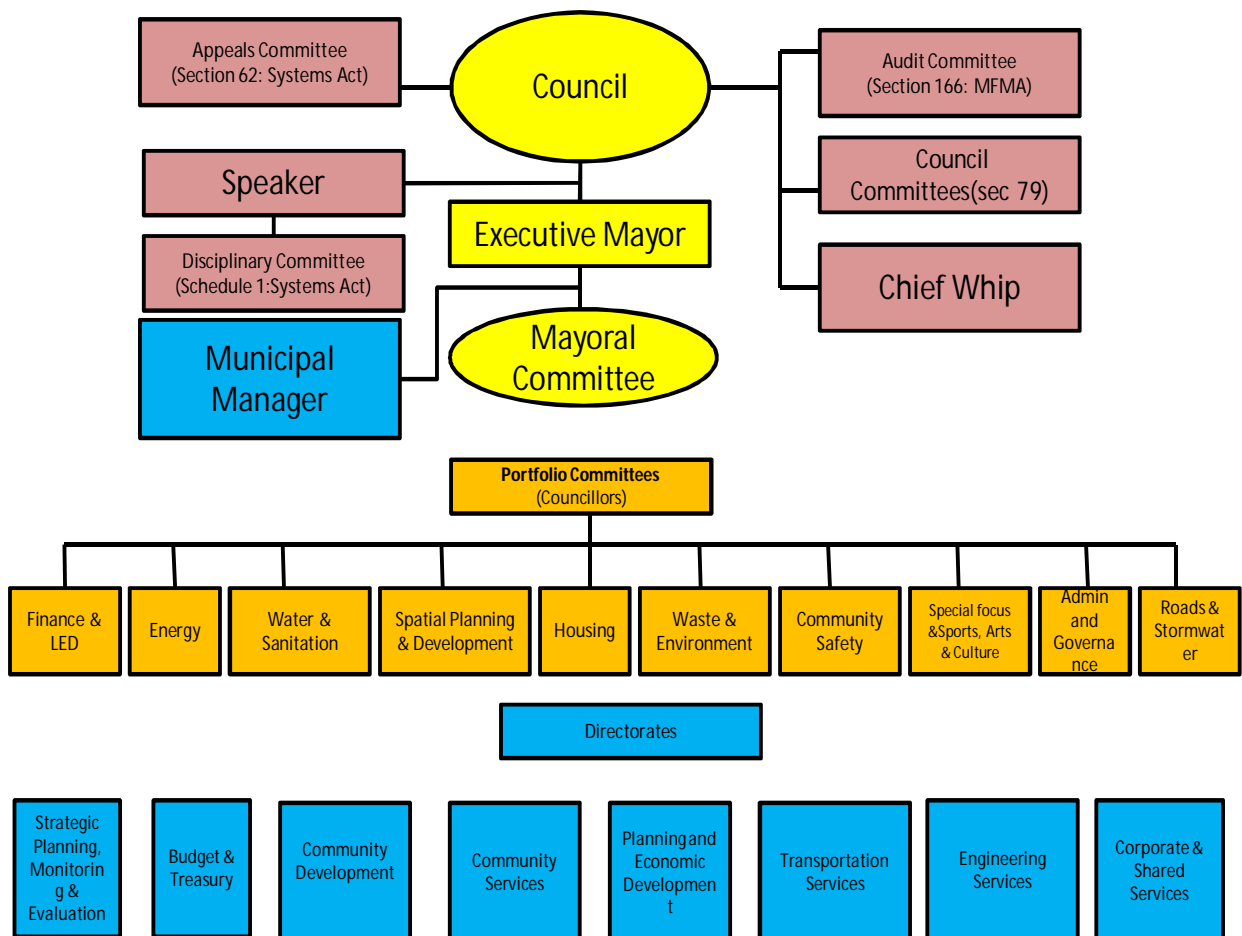 Appeals Committee
(Section 62: Systems Act)
Council
Audit Committee
(Section 166: MFMA)
Speaker
Council
Committees(sec 79)
Executive Mayor
Disciplinary Committee
(Schedule 1:Systems Act)
Chief Whip
Municipal
Manager
Mayoral
Committee
Portfolio Committees
(Councillors)
Finance &
LED
Energy
Water &
Sanitation
Spatial Planning
& Development
Housing
Waste &
Environment
Community
Safety
Special focus
&Sports, Arts
& Culture
Admin
and
Governa
nce
Roads &
Stormwat
er
Directorates
Strategic
Planning,
Monitorin
g &
Evaluation
Budget &
Treasury
Community
Development
Community
Services
Planning and
Economic
Developmen
t
Transportation
Services
Engineering
Services
Corporate &
Shared
Services